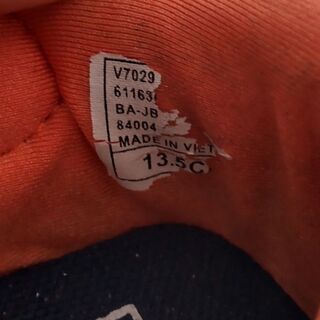 V7029
61163
BA-JB
84004
MADE IN VIET
13.5C